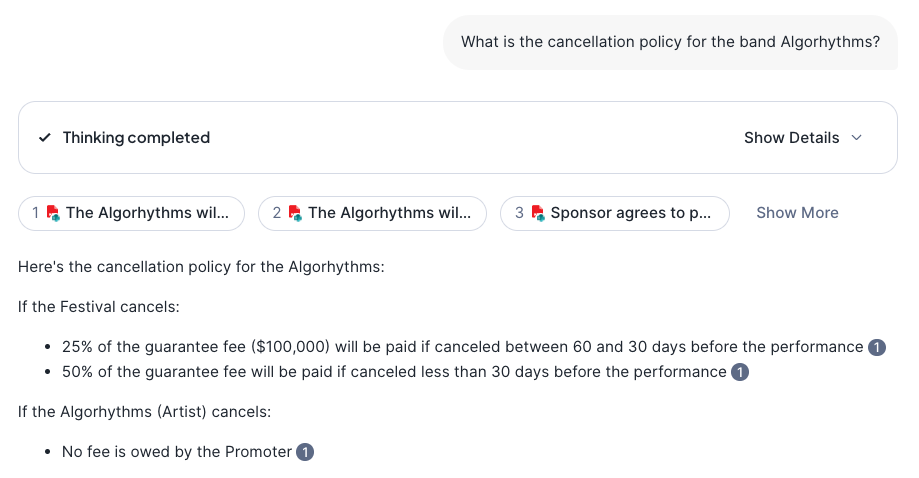 What is the cancellation policy for the band Algorhythms?
Thinking completed
Show Details
1 The Algorhythms wil... 2 The Algorhythms wil... 3 Sponsor agrees to p... Show More
Here's the cancellation policy for the Algorhythms:
If the Festival cancels:
• 25% of the guarantee fee ($100,000) will be paid if canceled between 60 and 30 days before the performance 1
• 50% of the guarantee fee will be paid if canceled less than 30 days before the performance 1
If the Algorhythms (Artist) cancels:
• No fee is owed by the Promoter 1